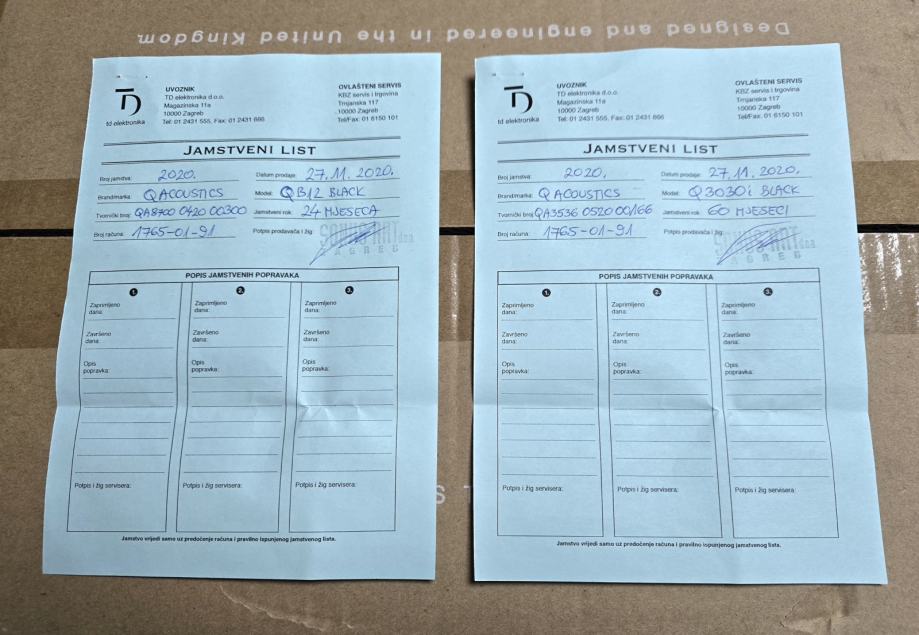 Designed and engineered in the United Kingdom
td elektronika
UVOZNIK
TD elektronika d.o.o.
Magazinska 11a
10000 Zagreb
Tel: 01 2431 555, Fax: 01 2431 666
OVLAŠTENI SERVIS
KBZ servis i trgovina
Trnjanska 117
10000 Zagreb
Tel/Fax: 01 6150 101
JAMSTVENI LIST
Broj jamstva: 2020.
Datum prodaje: 27.11.2020.
Brand/marka: Q ACOUSTICS
Model: QB12 BLACK
Tvornički broj: QA8700 0420 00300
Jamstveni rok: 24 MJESECA
Broj računa: 1765-01-91
Potpis prodavača i žig:
ZAGREB
POPIS JAMSTVENIH POPRAVAKA
1. 2. 3.
Zaprimljeno dana: Zaprimljeno dana: Zaprimljeno dana:
Završeno dana: Završeno dana: Završeno dana:
Opis popravka: Opis popravka: Opis popravka:
Potpis i žig servisera: Potpis i žig servisera: Potpis i žig servisera:
Jamstvo vrijedi samo uz predočenje računa i pravilno ispunjenog jamstvenog lista.
td elektronika
UVOZNIK
TD elektronika d.o.o.
Magazinska 11a
10000 Zagreb
Tel: 01 2431 555, Fax: 01 2431 666
OVLAŠTENI SERVIS
KBZ servis i trgovina
Trnjanska 117
10000 Zagreb
Tel/Fax: 01 6150 101
JAMSTVENI LIST
Broj jamstva: 2020.
Datum prodaje: 27.11.2020.
Brand/marka: Q ACOUSTICS
Model: Q3030i BLACK
Tvornički broj: QA3536 0520 00166
Jamstveni rok: 60 MJESECI
Broj računa: 1765-01-91
Potpis prodavača i žig:
ZAGREB
POPIS JAMSTVENIH POPRAVAKA
1. 2. 3.
Zaprimljeno dana: Zaprimljeno dana: Zaprimljeno dana:
Završeno dana: Završeno dana: Završeno dana:
Opis popravka: Opis popravka: Opis popravka:
Potpis i žig servisera: Potpis i žig servisera: Potpis i žig servisera:
Jamstvo vrijedi samo uz predočenje računa i pravilno ispunjenog jamstvenog lista.